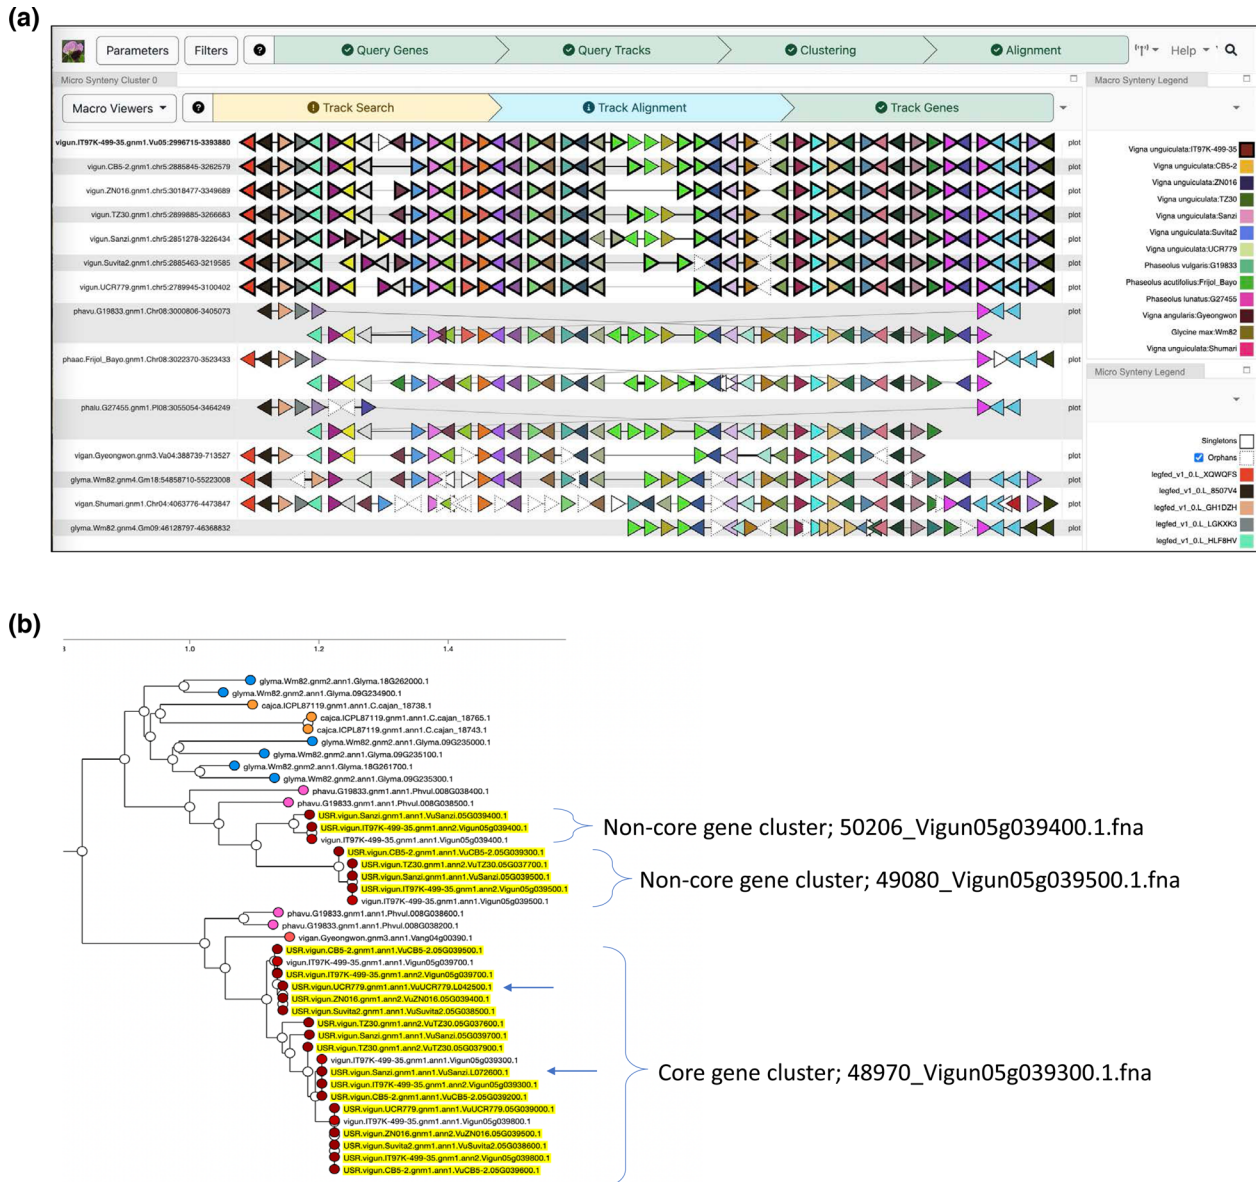 (a)
Parameters Filters ? Query Genes Query Tracks Clustering Alignment Help
Micro Synteny Cluster 0
Macro Synteny Legend
Macro Viewers ? Track Search Track Alignment Track Genes
vigun.IT97K-499-35.gnm1.Vu05:2996715-3393880 plot
vigun.CB5-2.gnm1.chr5:2885845-3262579 plot
vigun.ZN016.gnm1.chr5:3018477-3349689 plot
vigun.TZ30.gnm1.chr5:2899885-3266683 plot
vigun.Sanzi.gnm1.chr5:2851278-3226434 plot
vigun.Suvita2.gnm1.chr5:2885463-3219585 plot
vigun.UCR779.gnm1.chr5:2789945-3100402 plot
phavu.G19833.gnm1.Chr08:3000806-3405073 plot
phaac.Frijol_Bayo.gnm1.Chr08:3022370-3523433 plot
phalu.G27455.gnm1.Pl08:3055054-3464249 plot
vigan.Gyeongwon.gnm3.Va04:388739-713527 plot
glyma.Wm82.gnm4.Gm18:54858710-55223008 plot
vigan.Shumari.gnm1.Chr04:4063776-4473847 plot
glyma.Wm82.gnm4.Gm09:46128797-46368832 plot
Vigna unguiculata:IT97K-499-35
Vigna unguiculata:CB5-2
Vigna unguiculata:ZN016
Vigna unguiculata:TZ30
Vigna unguiculata:Sanzi
Vigna unguiculata:Suvita2
Vigna unguiculata:UCR779
Phaseolus vulgaris:G19833
Phaseolus acutifolius:Frijol_Bayo
Phaseolus lunatus:G27455
Vigna angularis:Gyeongwon
Glycine max:Wm82
Vigna unguiculata:Shumari
Micro Synteny Legend
Singletons
Orphans
legfed_v1_0.L_XQWQFS
legfed_v1_0.L_8507V4
legfed_v1_0.L_GH1DZH
legfed_v1_0.L_LGKXK3
legfed_v1_0.L_HLF8HV
(b)
1.0 1.2 1.4
glyma.Wm82.gnm2.ann1.Glyma.18G262000.1
glyma.Wm82.gnm2.ann1.Glyma.09G234900.1
cajca.ICPL87119.gnm1.ann1.C.cajan_18738.1
cajca.ICPL87119.gnm1.ann1.C.cajan_18765.1
cajca.ICPL87119.gnm1.ann1.C.cajan_18743.1
glyma.Wm82.gnm2.ann1.Glyma.09G235000.1
glyma.Wm82.gnm2.ann1.Glyma.09G235100.1
glyma.Wm82.gnm2.ann1.Glyma.18G261700.1
glyma.Wm82.gnm2.ann1.Glyma.09G235300.1
phavu.G19833.gnm1.ann1.Phvul.008G038400.1
phavu.G19833.gnm1.ann1.Phvul.008G038500.1
USR.vigun.Sanzi.gnm1.ann1.VuSanzi.05G039400.1
USR.vigun.IT97K-499-35.gnm1.ann2.Vigun05g039400.1
vigun.IT97K-499-35.gnm1.ann1.Vigun05g039400.1
Non-core gene cluster; 50206_Vigun05g039400.1.fna
USR.vigun.CB5-2.gnm1.ann1.VuCB5-2.05G039300.1
USR.vigun.TZ30.gnm1.ann2.VuTZ30.05G037700.1
USR.vigun.Sanzi.gnm1.ann1.VuSanzi.05G039500.1
USR.vigun.IT97K-499-35.gnm1.ann2.Vigun05g039500.1
vigun.IT97K-499-35.gnm1.ann1.Vigun05g039500.1
Non-core gene cluster; 49080_Vigun05g039500.1.fna
phavu.G19833.gnm1.ann1.Phvul.008G038600.1
phavu.G19833.gnm1.ann1.Phvul.008G038200.1
vigan.Gyeongwon.gnm3.ann1.Vang04g00390.1
USR.vigun.CB5-2.gnm1.ann1.VuCB5-2.05G039500.1
vigun.IT97K-499-35.gnm1.ann1.Vigun05g039700.1
USR.vigun.IT97K-499-35.gnm1.ann2.Vigun05g039700.1
USR.vigun.UCR779.gnm1.ann1.VuUCR779.L042500.1
USR.vigun.ZN016.gnm1.ann2.VuZN016.05G039400.1
USR.vigun.Suvita2.gnm1.ann1.VuSuvita2.05G038500.1
USR.vigun.TZ30.gnm1.ann2.VuTZ30.05G037600.1
USR.vigun.Sanzi.gnm1.ann1.VuSanzi.05G039700.1
USR.vigun.TZ30.gnm1.ann2.VuTZ30.05G037900.1
vigun.IT97K-499-35.gnm1.ann1.Vigun05g039300.1
USR.vigun.Sanzi.gnm1.ann1.VuSanzi.L072600.1
USR.vigun.IT97K-499-35.gnm1.ann2.Vigun05g039300.1
USR.vigun.CB5-2.gnm1.ann1.VuCB5-2.05G039200.1
USR.vigun.UCR779.gnm1.ann1.VuUCR779.05G039000.1
vigun.IT97K-499-35.gnm1.ann1.Vigun05g039800.1
USR.vigun.ZN016.gnm1.ann2.VuZN016.05G039500.1
USR.vigun.Suvita2.gnm1.ann1.VuSuvita2.05G038600.1
USR.vigun.IT97K-499-35.gnm1.ann2.Vigun05g039800.1
USR.vigun.CB5-2.gnm1.ann1.VuCB5-2.05G039600.1
Core gene cluster; 48970_Vigun05g039300.1.fna